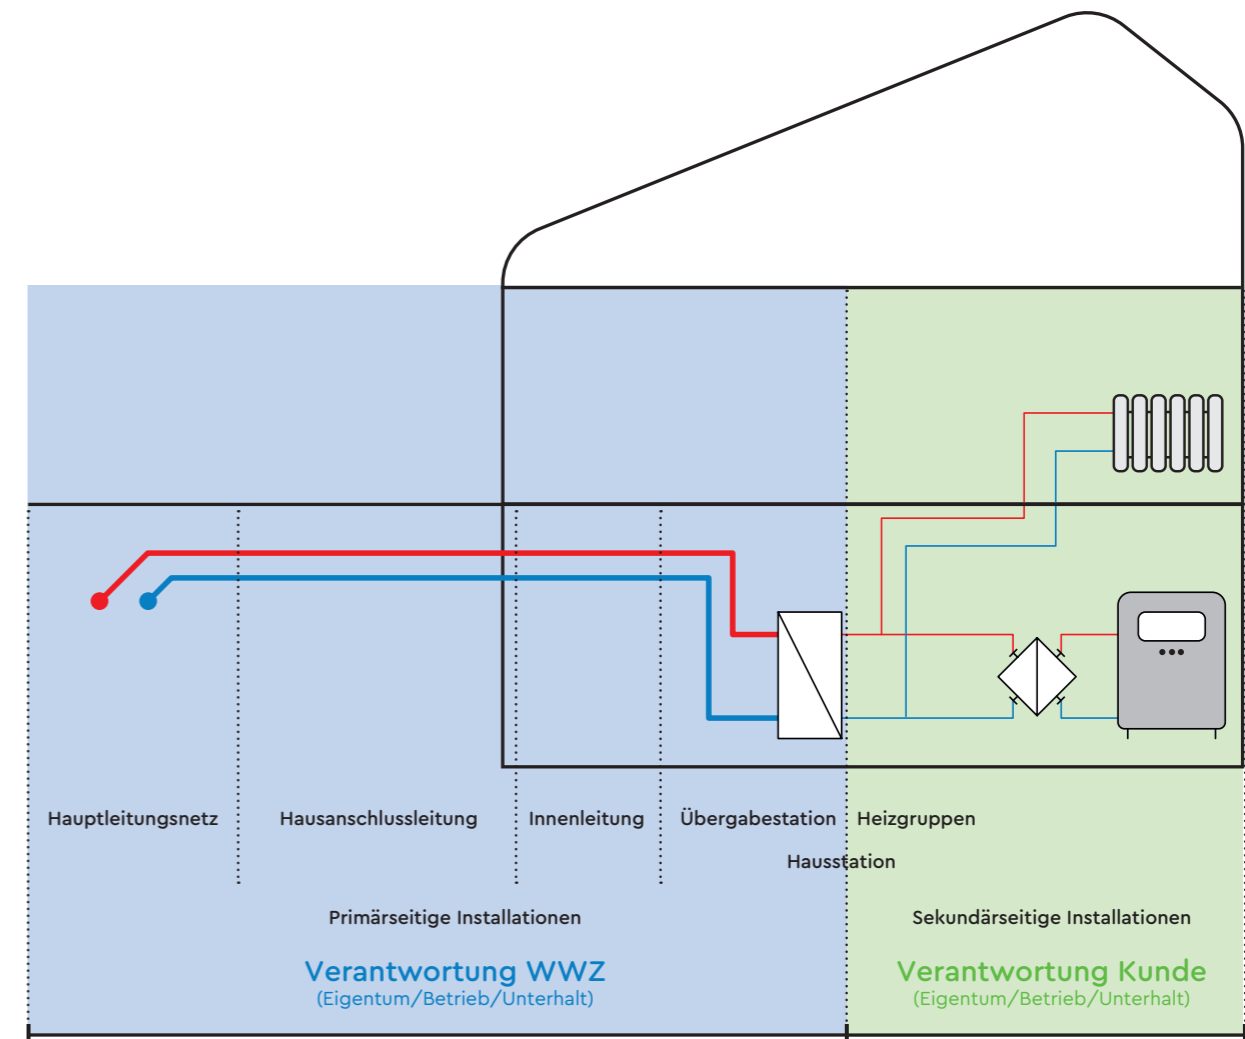 Hauptleitungsnetz
Hausanschlussleitung
Innenleitung
Übergabestation
Heizgruppen
Hausstation
Primärseitige Installationen
Sekundärseitige Installationen
Verantwortung WWZ
(Eigentum/Betrieb/Unterhalt)
Verantwortung Kunde
(Eigentum/Betrieb/Unterhalt)